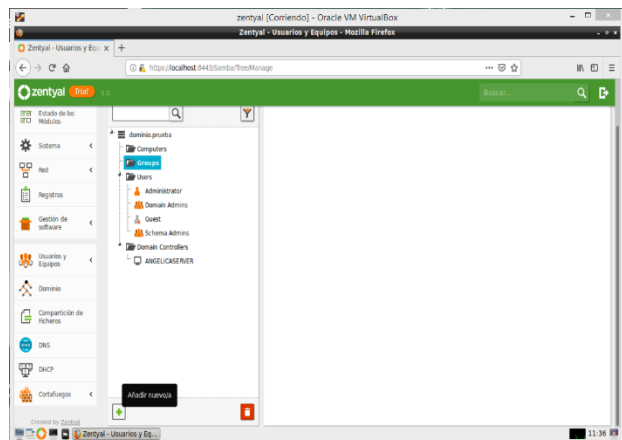 zentyal [Corriendo] - Oracle VM VirtualBox
Zentyal - Usuarios y Equipos - Mozilla Firefox
Zentyal - Usuarios y Equ
https://localhost:8443/Samba/Tree/Manage
zentyal Trial
Buscar...
Estado de los
Módulos
Sistema
Red
Registros
Gestión de
software
Usuarios y
Equipos
Dominio
Compartición de
Ficheros
DNS
DHCP
Cortafuegos
Created by Zentyal
dominio.prueba
Computers
Groups
Users
Administrator
Domain Admins
Guest
Schema Admins
Domain Controllers
ANGELICASERVER
Añadir nuevo/a
Zentyal - Usuarios y Eq...
11:36